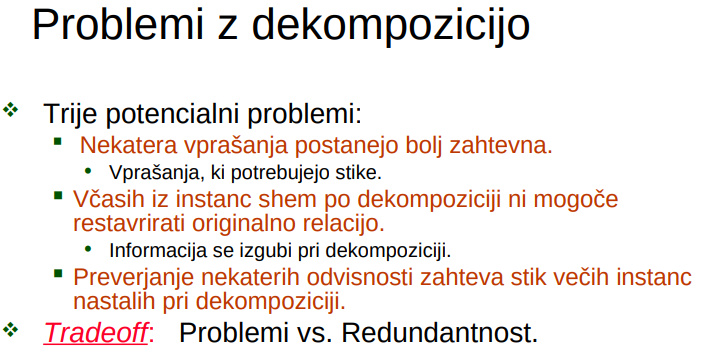 Problemi z dekompozicijo
Trije potencialni problemi:
Nekatera vprašanja postanejo bolj zahtevna.
Vprašanja, ki potrebujejo stike.
Včasih iz instanc shem po dekompoziciji ni mogoče
restavrirati originalno relacijo.
Informacija se izgubi pri dekompoziciji.
Preverjanje nekaterih odvisnosti zahteva stik večih instanc
nastalih pri dekompoziciji.
Tradeoff: Problemi vs. Redundantnost.